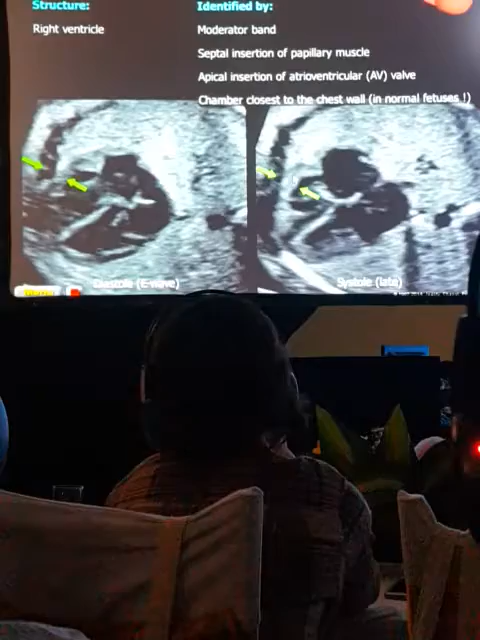 Structure:
Identified by:
Right ventricle
Moderator band
Septal insertion of papillary muscle
Apical insertion of atrioventricular (AV) valve
Chamber closest to the chest wall (in normal fetuses !)
Diastole (E-wave)
Systole (late)